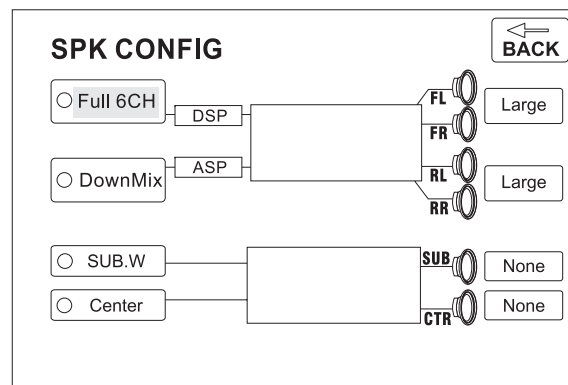 SPK CONFIG
BACK
Full 6CH
DSP
FL
Large
FR
DownMix
ASP
RL
Large
RR
SUB.W
SUB
None
Center
CTR
None